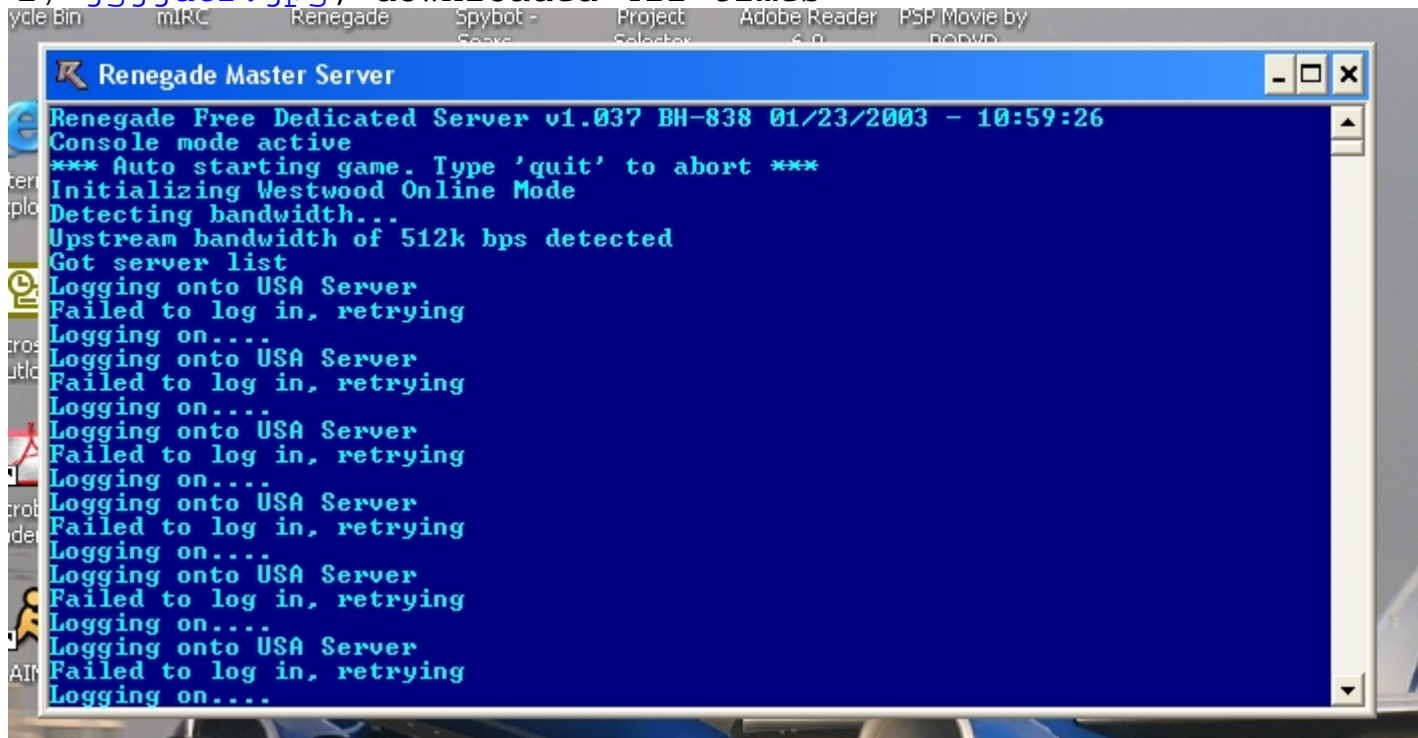 mIRC Renegade Spybot - Project Adobe Reader PSP Movie by
Renegade Master Server
Renegade Free Dedicated Server v1.037 BH-838 01/23/2003 - 10:59:26
Console mode active
*** Auto starting game. Type 'quit' to abort ***
Initializing Westwood Online Mode
Detecting bandwidth...
Upstream bandwidth of 512k bps detected
Got server list
Logging onto USA Server
Failed to log in, retrying
Logging on....
Logging onto USA Server
Failed to log in, retrying
Logging on....
Logging onto USA Server
Failed to log in, retrying
Logging on....
Logging onto USA Server
Failed to log in, retrying
Logging on....
Logging onto USA Server
Failed to log in, retrying
Logging on....
Logging onto USA Server
Failed to log in, retrying
Logging on....